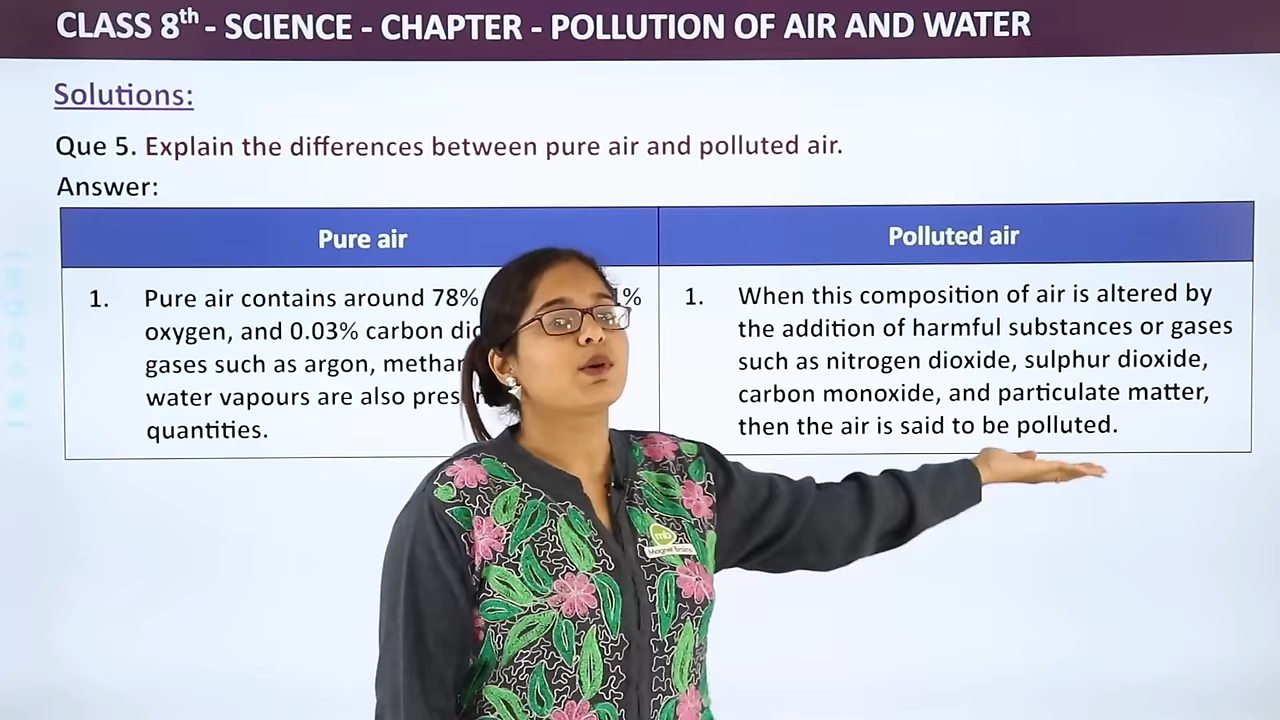 CLASS 8th - SCIENCE - CHAPTER - POLLUTION OF AIR AND WATER
Solutions:
Que 5. Explain the differences between pure air and polluted air.
Answer:
Pure air
Polluted air
1. Pure air contains around 78% 1%
oxygen, and 0.03% carbon
gases such as argon,
water vapours are also
quantities.
1. When this composition of air is altered by
the addition of harmful substances or gases
such as nitrogen dioxide, sulphur dioxide,
carbon monoxide, and particulate matter,
then the air is said to be polluted.
mb
Magnet Brains